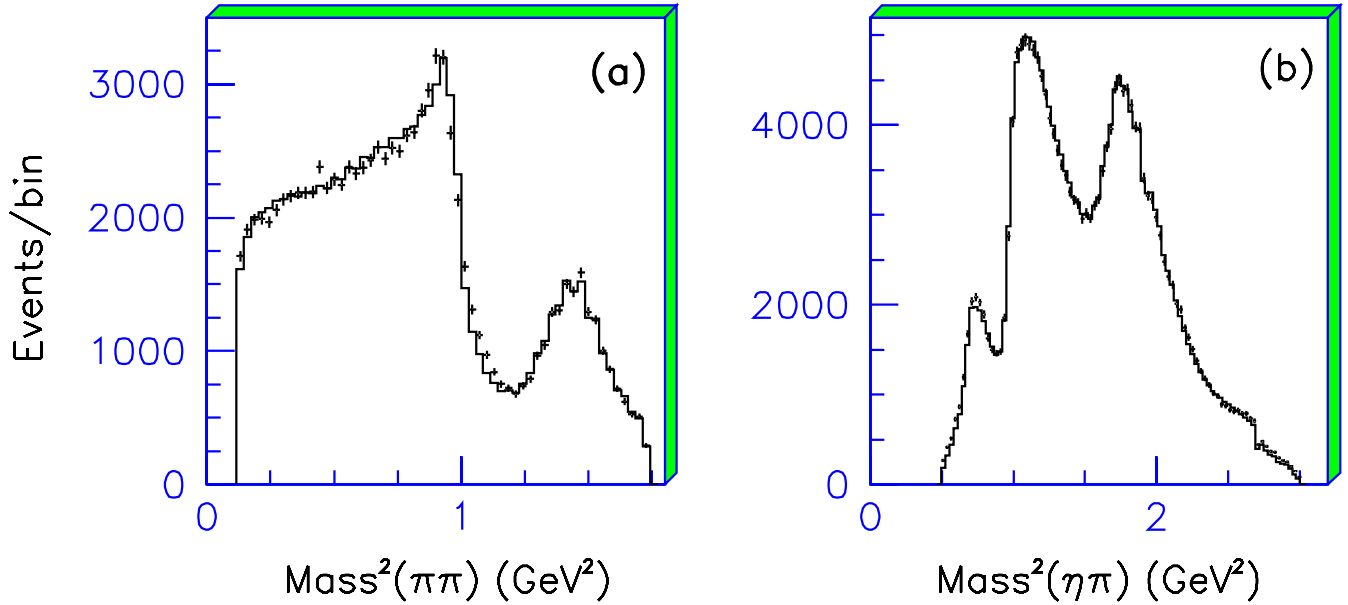 (a)
(b)
Events/bin
3000
2000
1000
0
0
1
4000
2000
0
0
2
Mass²(ππ) (GeV²)
Mass²(ηπ) (GeV²)